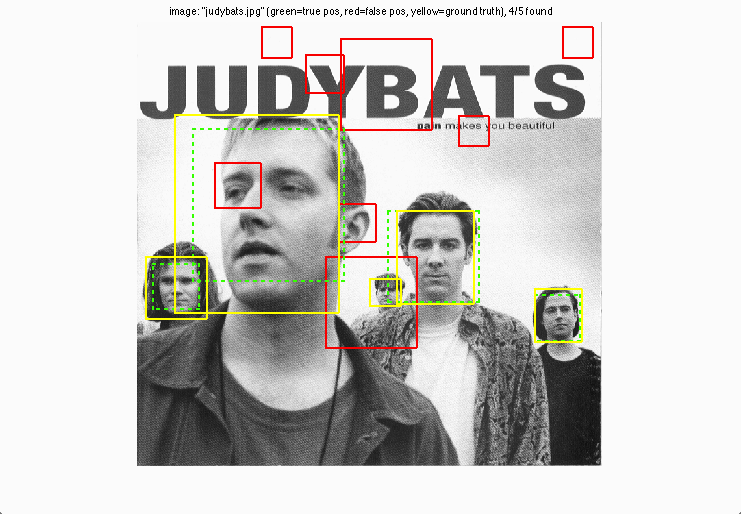 image: "judybats.jpg" (green=true pos, red=false pos, yellow=ground truth), 4/5 found
JUDYBATS
pain makes you beautiful